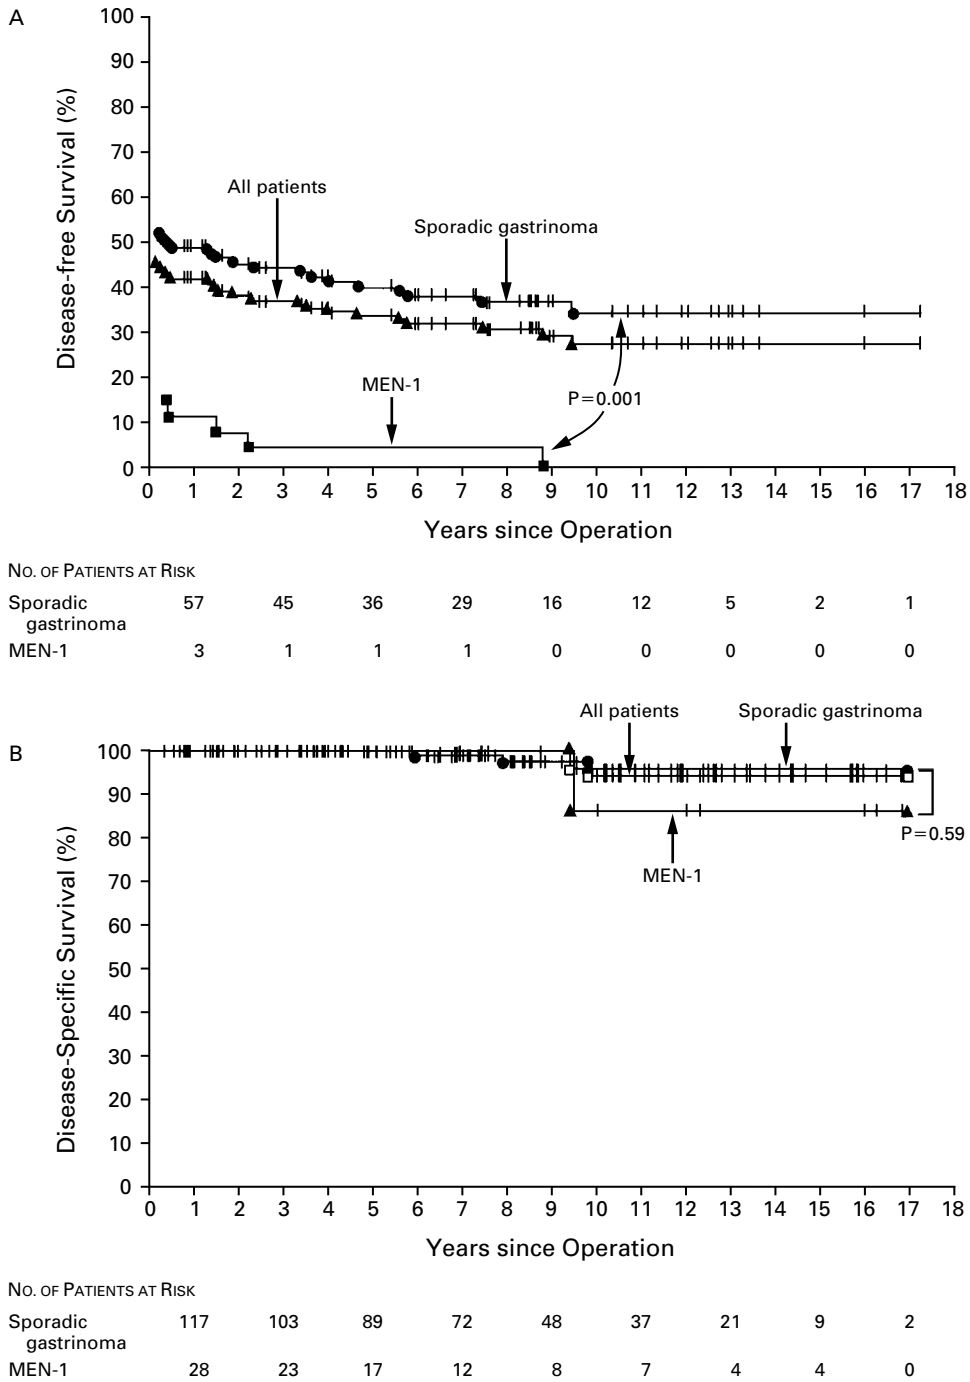 A
100
90
80
70
60
50
40
30
20
10
0
Disease-free Survival (%)
All patients
Sporadic gastrinoma
MEN-1
P=0.001
0 1 2 3 4 5 6 7 8 9 10 11 12 13 14 15 16 17 18
Years since Operation
NO. OF PATIENTS AT RISK
Sporadic 57 45 36 29 16 12 5 2 1
gastrinoma
MEN-1 3 1 1 1 0 0 0 0 0
All patients Sporadic gastrinoma
B
100
90
80
70
60
50
40
30
20
10
0
Disease-Specific Survival (%)
P=0.59
MEN-1
0 1 2 3 4 5 6 7 8 9 10 11 12 13 14 15 16 17 18
Years since Operation
NO. OF PATIENTS AT RISK
Sporadic 117 103 89 72 48 37 21 9 2
gastrinoma
MEN-1 28 23 17 12 8 7 4 4 0